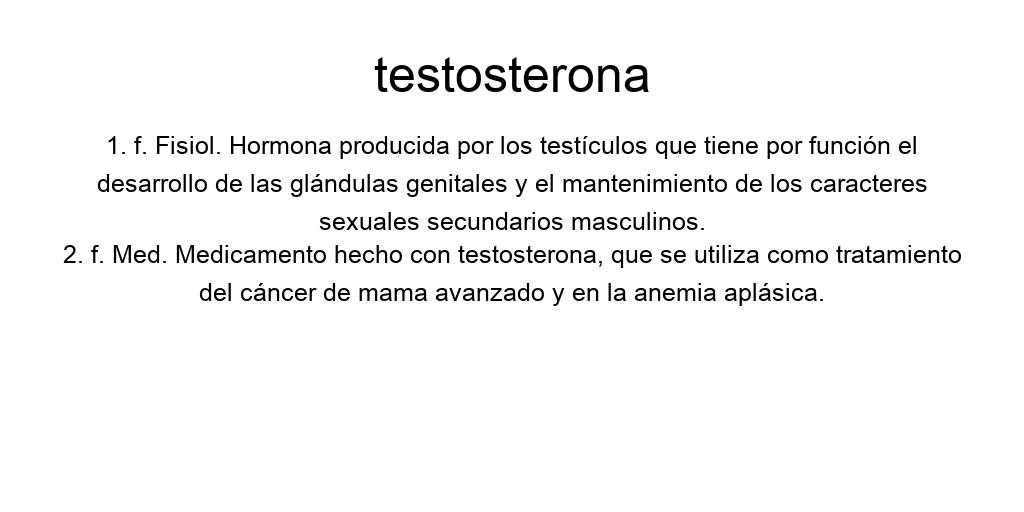 testosterona
1. f. Fisiol. Hormona producida por los testículos que tiene por función el
desarrollo de las glándulas genitales y el mantenimiento de los caracteres
sexuales secundarios masculinos.
2. f. Med. Medicamento hecho con testosterona, que se utiliza como tratamiento
del cáncer de mama avanzado y en la anemia aplásica.